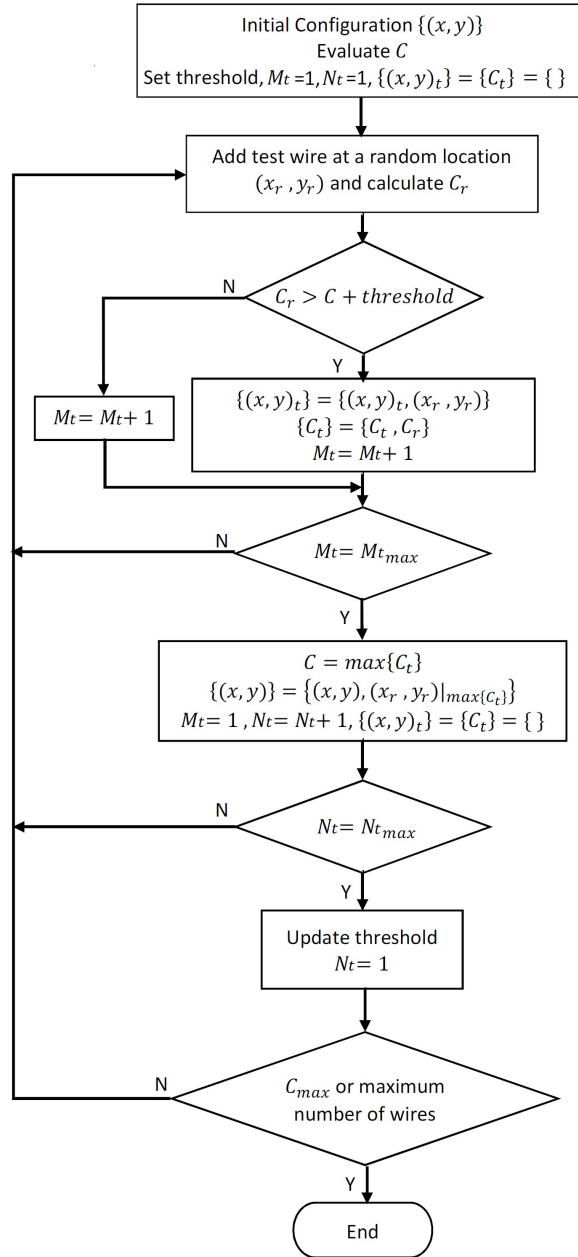 Initial Configuration {(x, y)}
Evaluate C
Set threshold, Mt =1, Nt =1, {(x, y)t} = {Ct} = { }
Add test wire at a random location
(xr , yr) and calculate Cr
N
Cr > C + threshold
Y
{(x, y)t} = {(x, y)t, (xr , yr)}
{Ct} = {Ct , Cr}
Mt = Mt + 1
Mt = Mt + 1
N
Mt = Mtmax
Y
C = max{Ct}
{(x, y)} = {(x, y), (xr , yr)|max{Ct}}
Mt = 1 , Nt = Nt + 1, {(x, y)t} = {Ct} = { }
N
Nt = Ntmax
Y
Update threshold
Nt = 1
N
Cmax or maximum
number of wires
Y
End